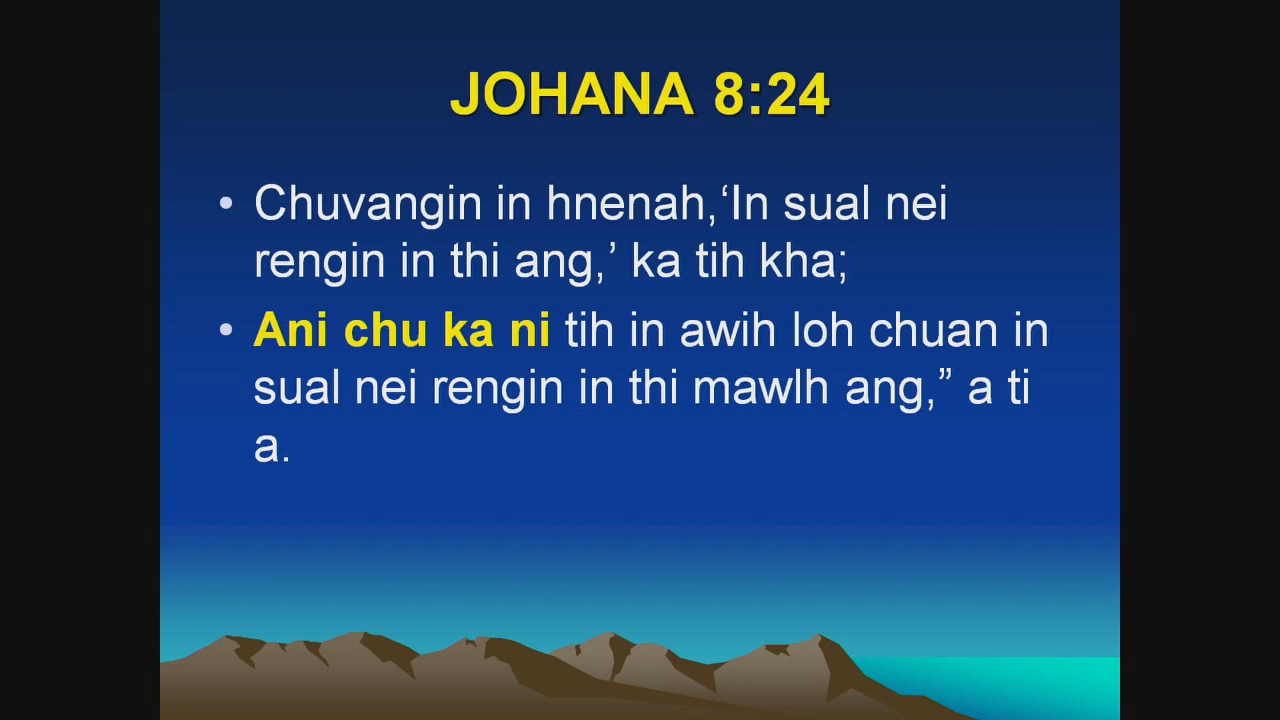 JOHANA 8:24
• Chuvangin in hnenah,‘In sual nei
rengin in thi ang,’ ka tih kha;
• Ani chu ka ni tih in awih loh chuan in
sual nei rengin in thi mawlh ang,” a ti
a.